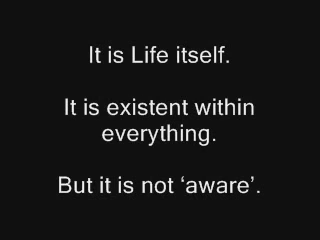 It is Life itself.
It is existent within
everything.
But it is not ‘aware’.